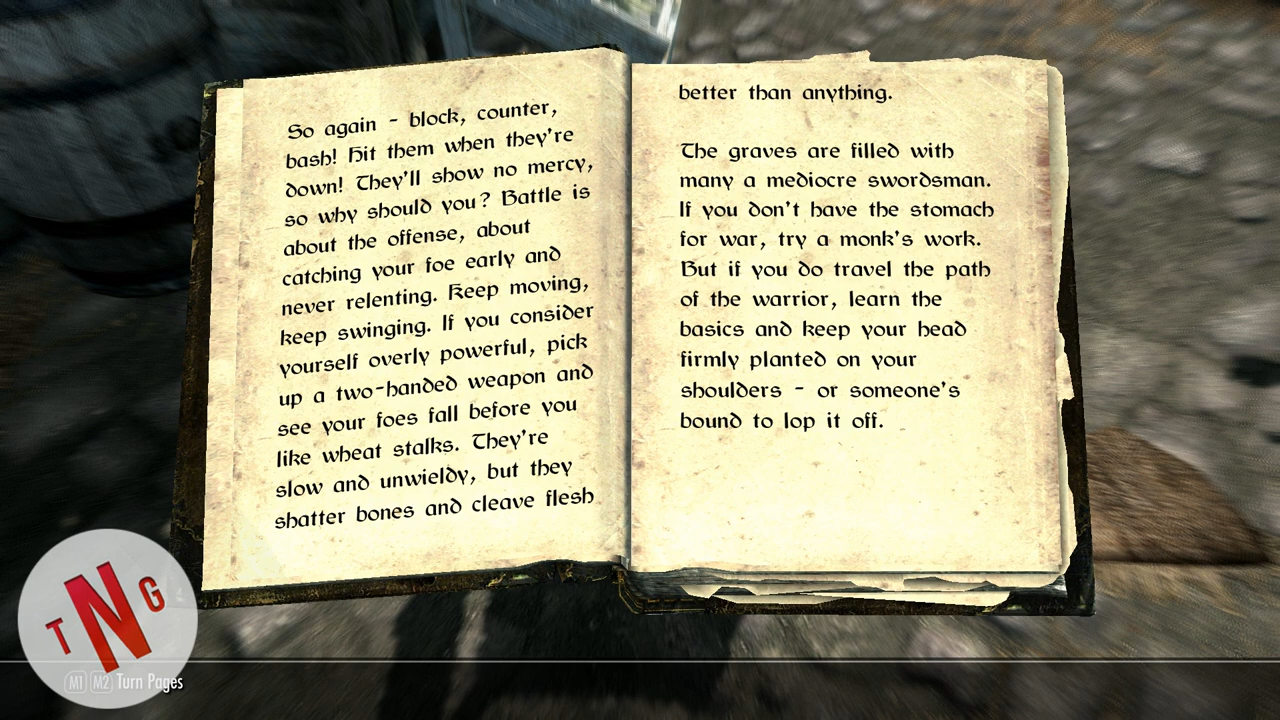 So again - block, counter,
bash! Hit them when they're
down! They'll show no mercy,
so why should you? Battle is
about the offense, about
catching your foe early and
never relenting. Keep moving,
keep swinging. If you consider
yourself overly powerful, pick
up a two-handed weapon and
see your foes fall before you
like wheat stalks. They're
slow and unwieldy, but they
shatter bones and cleave flesh
better than anything.
The graves are filled with
many a mediocre swordsman.
If you don't have the stomach
for war, try a monk's work.
But if you do travel the path
of the warrior, learn the
basics and keep your head
firmly planted on your
shoulders - or someone's
bound to lop it off.
TNG
M1 M2 Turn Pages